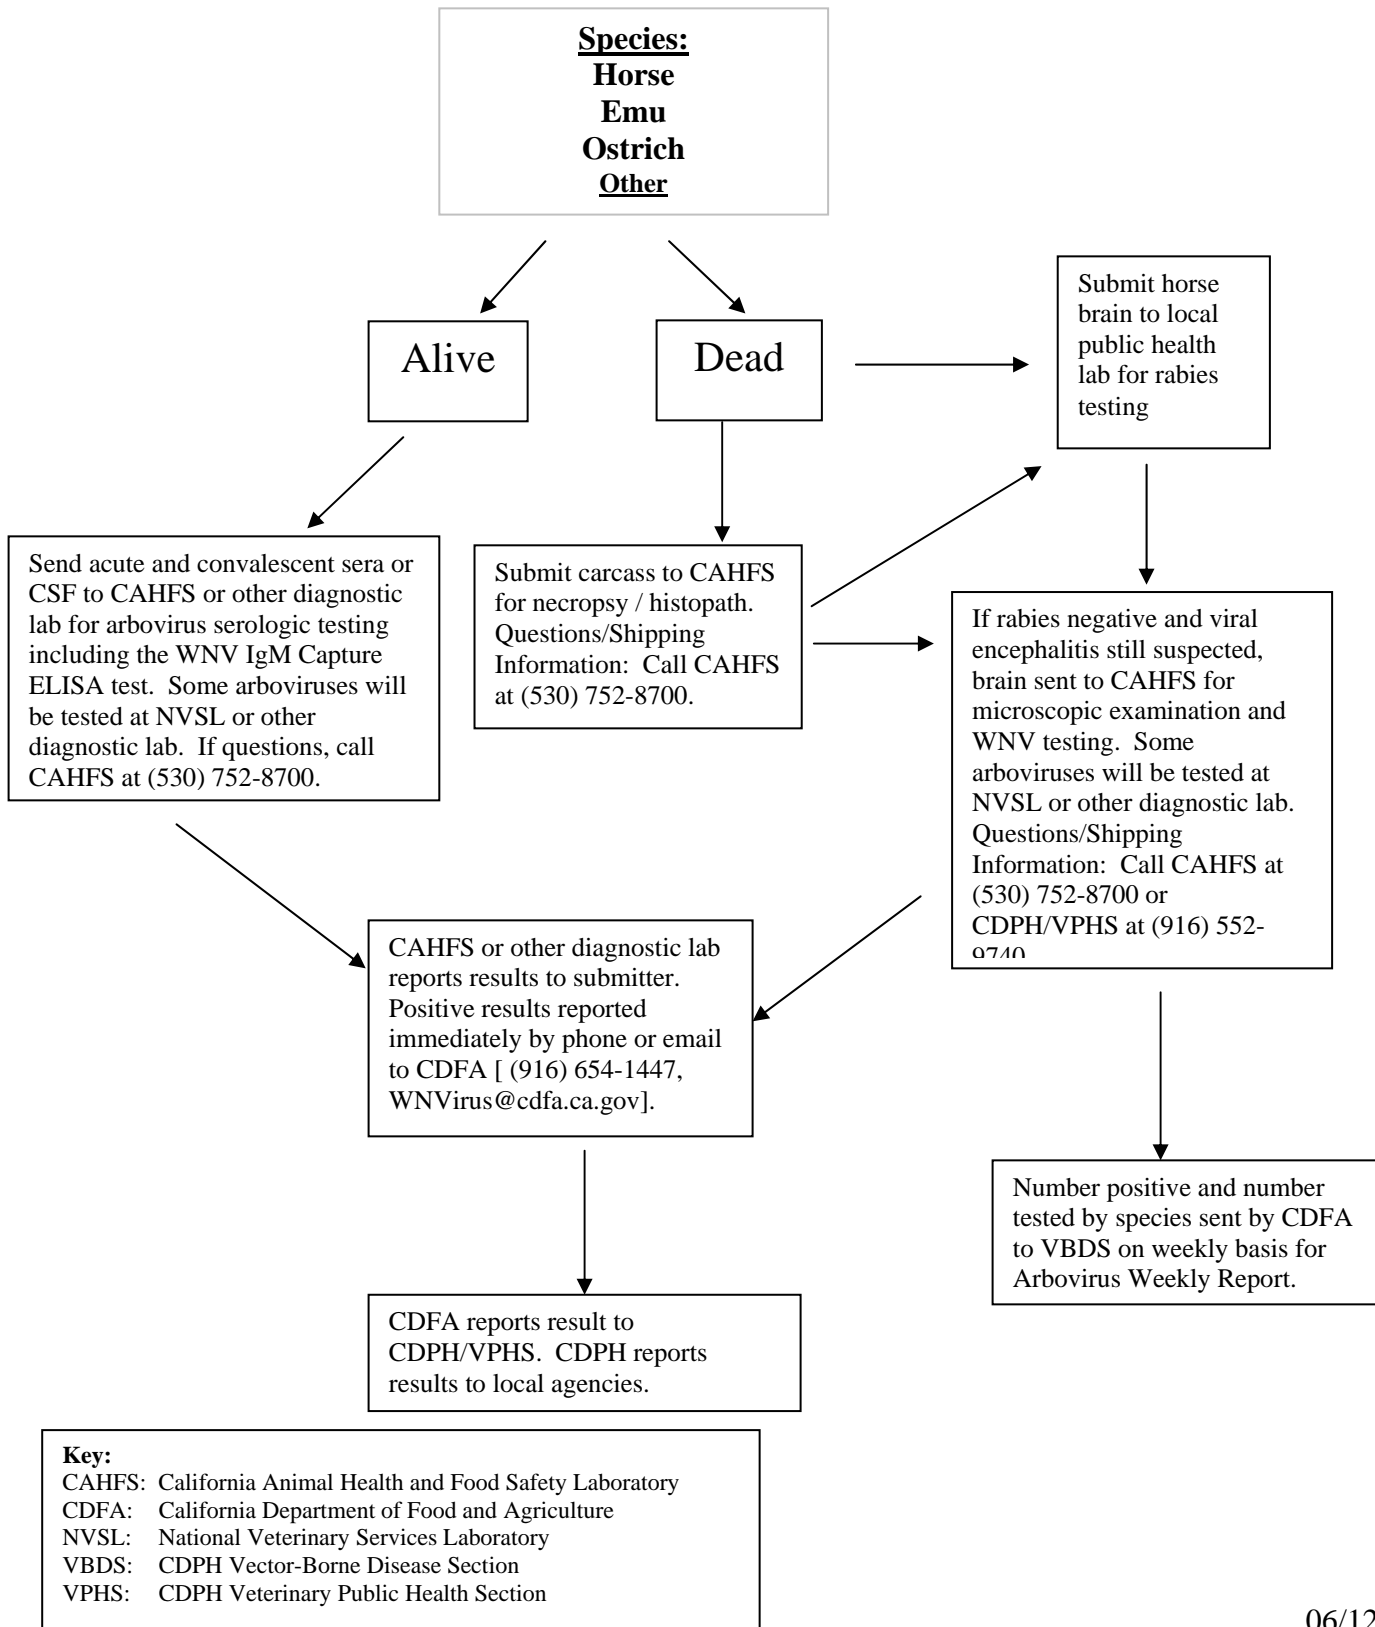 Species:
Horse
Emu
Ostrich
Other
Alive
Dead
Submit horse
brain to local
public health
lab for rabies
testing
Send acute and convalescent sera or
CSF to CAHFS or other diagnostic
lab for arbovirus serologic testing
including the WNV IgM Capture
ELISA test.  Some arboviruses will
be tested at NVSL or other
diagnostic lab.  If questions, call
CAHFS at (530) 752-8700.
Submit carcass to CAHFS
for necropsy / histopath.
Questions/Shipping
Information:  Call CAHFS
at (530) 752-8700.
If rabies negative and viral
encephalitis still suspected,
brain sent to CAHFS for
microscopic examination and
WNV testing.  Some
arboviruses will be tested at
NVSL or other diagnostic lab.
Questions/Shipping
Information:  Call CAHFS at
(530) 752-8700 or
CDPH/VPHS at (916) 552-
9740
CAHFS or other diagnostic lab
reports results to submitter.
Positive results reported
immediately by phone or email
to CDFA [ (916) 654-1447,
WNVirus@cdfa.ca.gov].
Number positive and number
tested by species sent by CDFA
to VBDS on weekly basis for
Arbovirus Weekly Report.
CDFA reports result to
CDPH/VPHS.  CDPH reports
results to local agencies.
Key:
CAHFS:  California Animal Health and Food Safety Laboratory
CDFA:  California Department of Food and Agriculture
NVSL:  National Veterinary Services Laboratory
VBDS:  CDPH Vector-Borne Disease Section
VPHS:  CDPH Veterinary Public Health Section
06/12